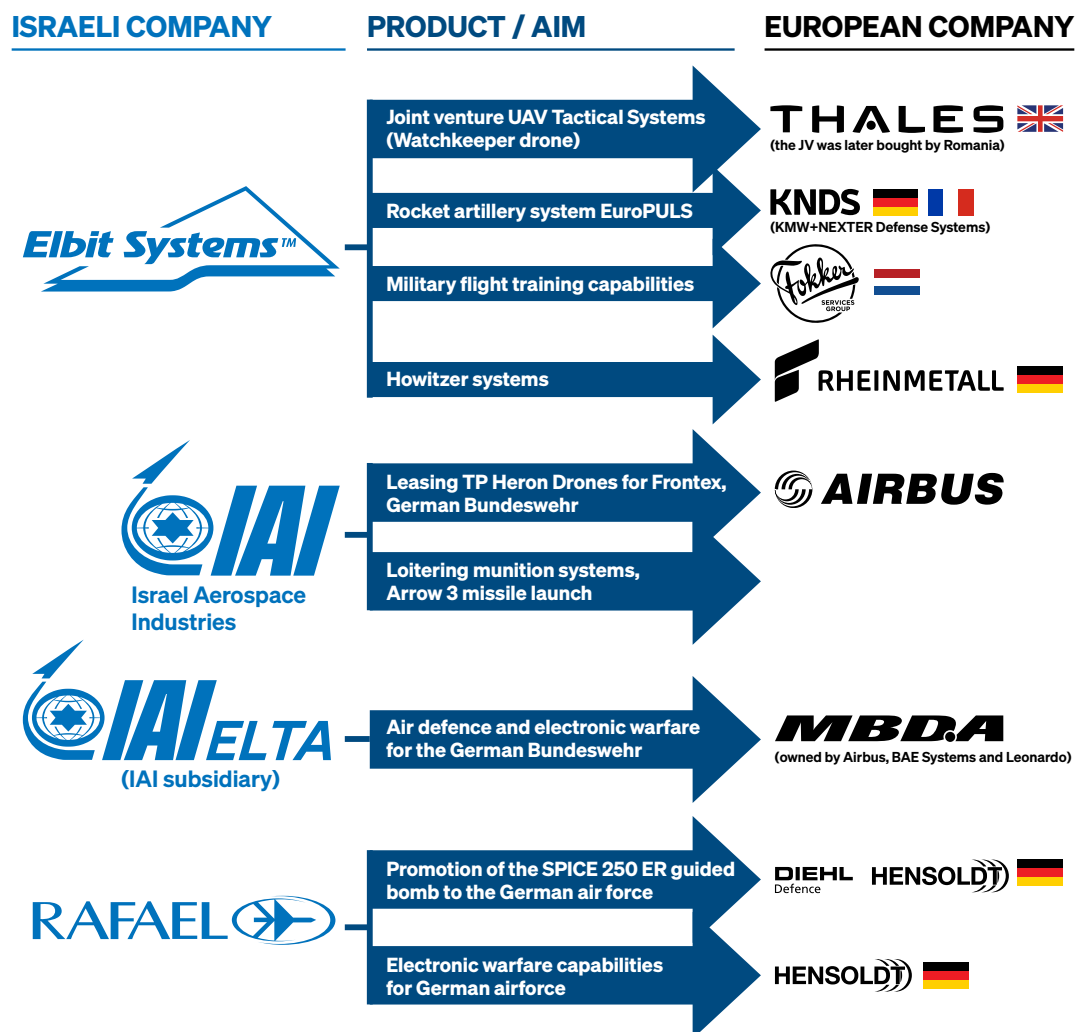 ISRAELI COMPANY
PRODUCT / AIM
EUROPEAN COMPANY
Elbit Systems™
Joint venture UAV Tactical Systems
(Watchkeeper drone)
THALES
(the JV was later bought by Romania)
Rocket artillery system EuroPULS
KNDS
(KMW+NEXTER Defense Systems)
Military flight training capabilities
Fokker
SERVICES
GROUP
Howitzer systems
RHEINMETALL
IAI
Israel Aerospace
Industries
Leasing TP Heron Drones for Frontex,
German Bundeswehr
AIRBUS
Loitering munition systems,
Arrow 3 missile launch
IAI ELTA
(IAI subsidiary)
Air defence and electronic warfare
for the German Bundeswehr
MBDA
(owned by Airbus, BAE Systems and Leonardo)
RAFAEL
Promotion of the SPICE 250 ER guided
bomb to the German air force
DIEHL
Defence
HENSOLDT
Electronic warfare capabilities
for German airforce
HENSOLDT